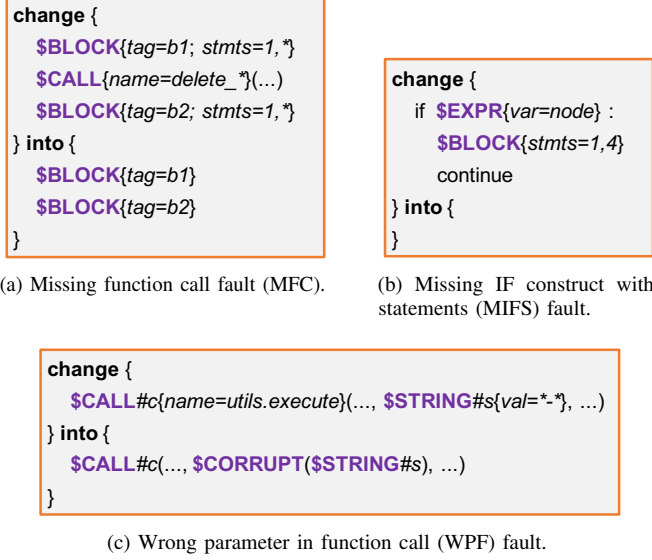 change {
$BLOCK{tag=b1; stmts=1,*}
$CALL{name=delete_*}(...)
$BLOCK{tag=b2; stmts=1,*}
} into {
$BLOCK{tag=b1}
$BLOCK{tag=b2}
}
(a) Missing function call fault (MFC).
change {
if $EXPR{var=node} :
$BLOCK{stmts=1,4}
continue
} into {
}
(b) Missing IF construct with
statements (MIFS) fault.
change {
$CALL#c{name=utils.execute}(..., $STRING#s{val=*-*}, ...)
} into {
$CALL#c(..., $CORRUPT($STRING#s), ...)
}
(c) Wrong parameter in function call (WPF) fault.